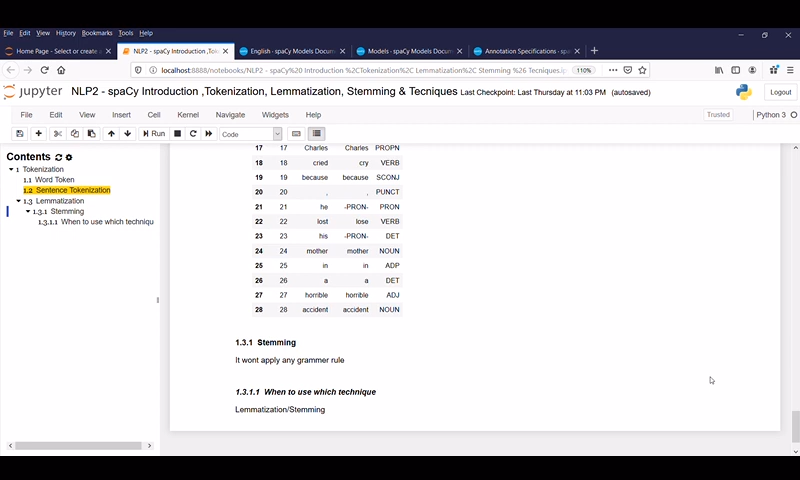 File Edit View History Bookmarks Tools Help
Home Page - Select or create a
NLP2 - spaCy Introduction ,Tok
English · spaCy Models Docum
Models · spaCy Models Docum
Annotation Specifications · spa
localhost:8888/notebooks/NLP2 - spaCy%20 Introduction %2CTokenization%2C Lemmatization%2C Stemming %26 Tecniques.i 110%
jupyter NLP2 - spaCy Introduction ,Tokenization, Lemmatization, Stemming & Tecniques Last Checkpoint: Last Thursday at 11:03 PM (autosaved) Logout
File Edit View Insert Cell Kernel Navigate Widgets Help Trusted Python 3
Run Code
Contents
1 Tokenization
1.1 Word Token
1.2 Sentence Tokenization
1.3 Lemmatization
1.3.1 Stemming
1.3.1.1 When to use which techniqu
17 17 Charles Charles PROPN
18 18 cried cry VERB
19 19 because because SCONJ
20 20 , , PUNCT
21 21 he -PRON- PRON
22 22 lost lose VERB
23 23 his -PRON- DET
24 24 mother mother NOUN
25 25 in in ADP
26 26 a a DET
27 27 horrible horrible ADJ
28 28 accident accident NOUN
1.3.1 Stemming
It wont apply any grammer rule
1.3.1.1 When to use which technique
Lemmatization/Stemming